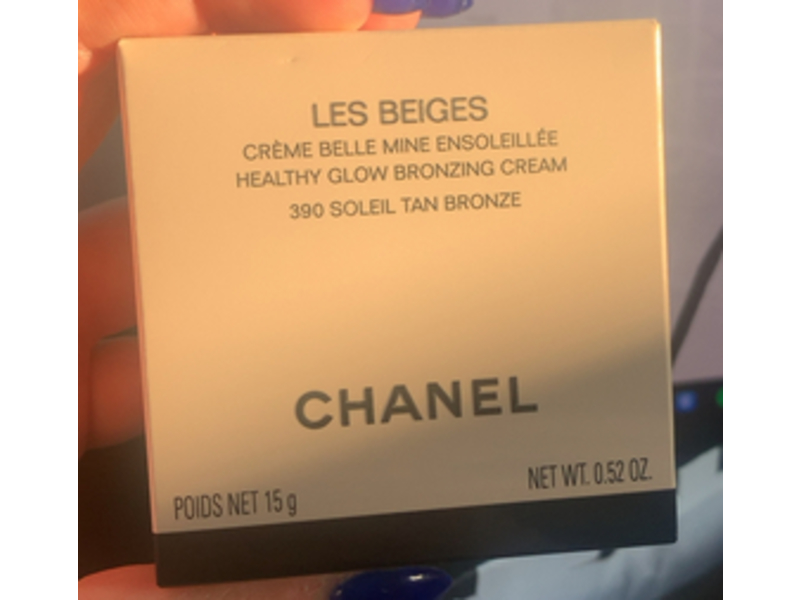 LES BEIGES
CRÈME BELLE MINE ENSOLEILLÉE
HEALTHY GLOW BRONZING CREAM
390 SOLEIL TAN BRONZE
CHANEL
POIDS NET 15 g
NET WT. 0.52 OZ.